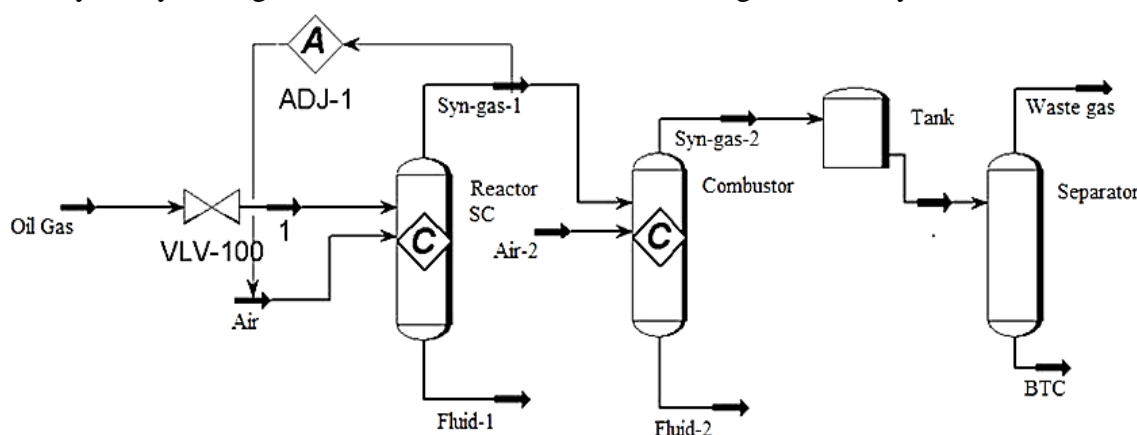 A
ADJ-1
Syn-gas-1
Waste gas
Syn-gas-2
Tank
Reactor
SC
Combustor
Separator
Oil Gas
VLV-100
1
C
Air-2
C
Air
BTC
Fluid-1
Fluid-2